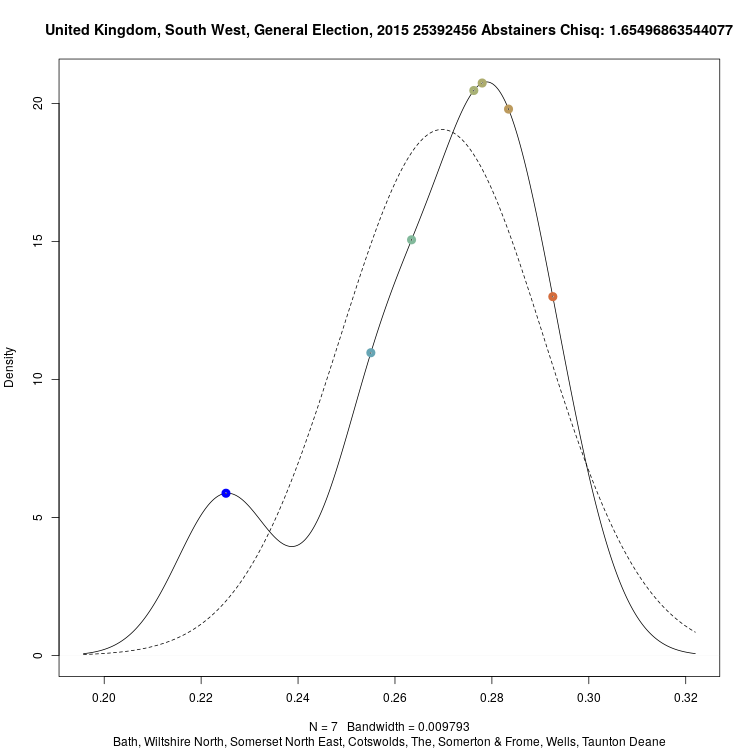 United Kingdom, South West, General Election, 2015 25392456 Abstainers Chisq: 1.65496863544077
Density
20
15
10
5
0
0.20 0.22 0.24 0.26 0.28 0.30 0.32
N = 7 Bandwidth = 0.009793
Bath, Wiltshire North, Somerset North East, Cotswolds, The, Somerton & Frome, Wells, Taunton Deane